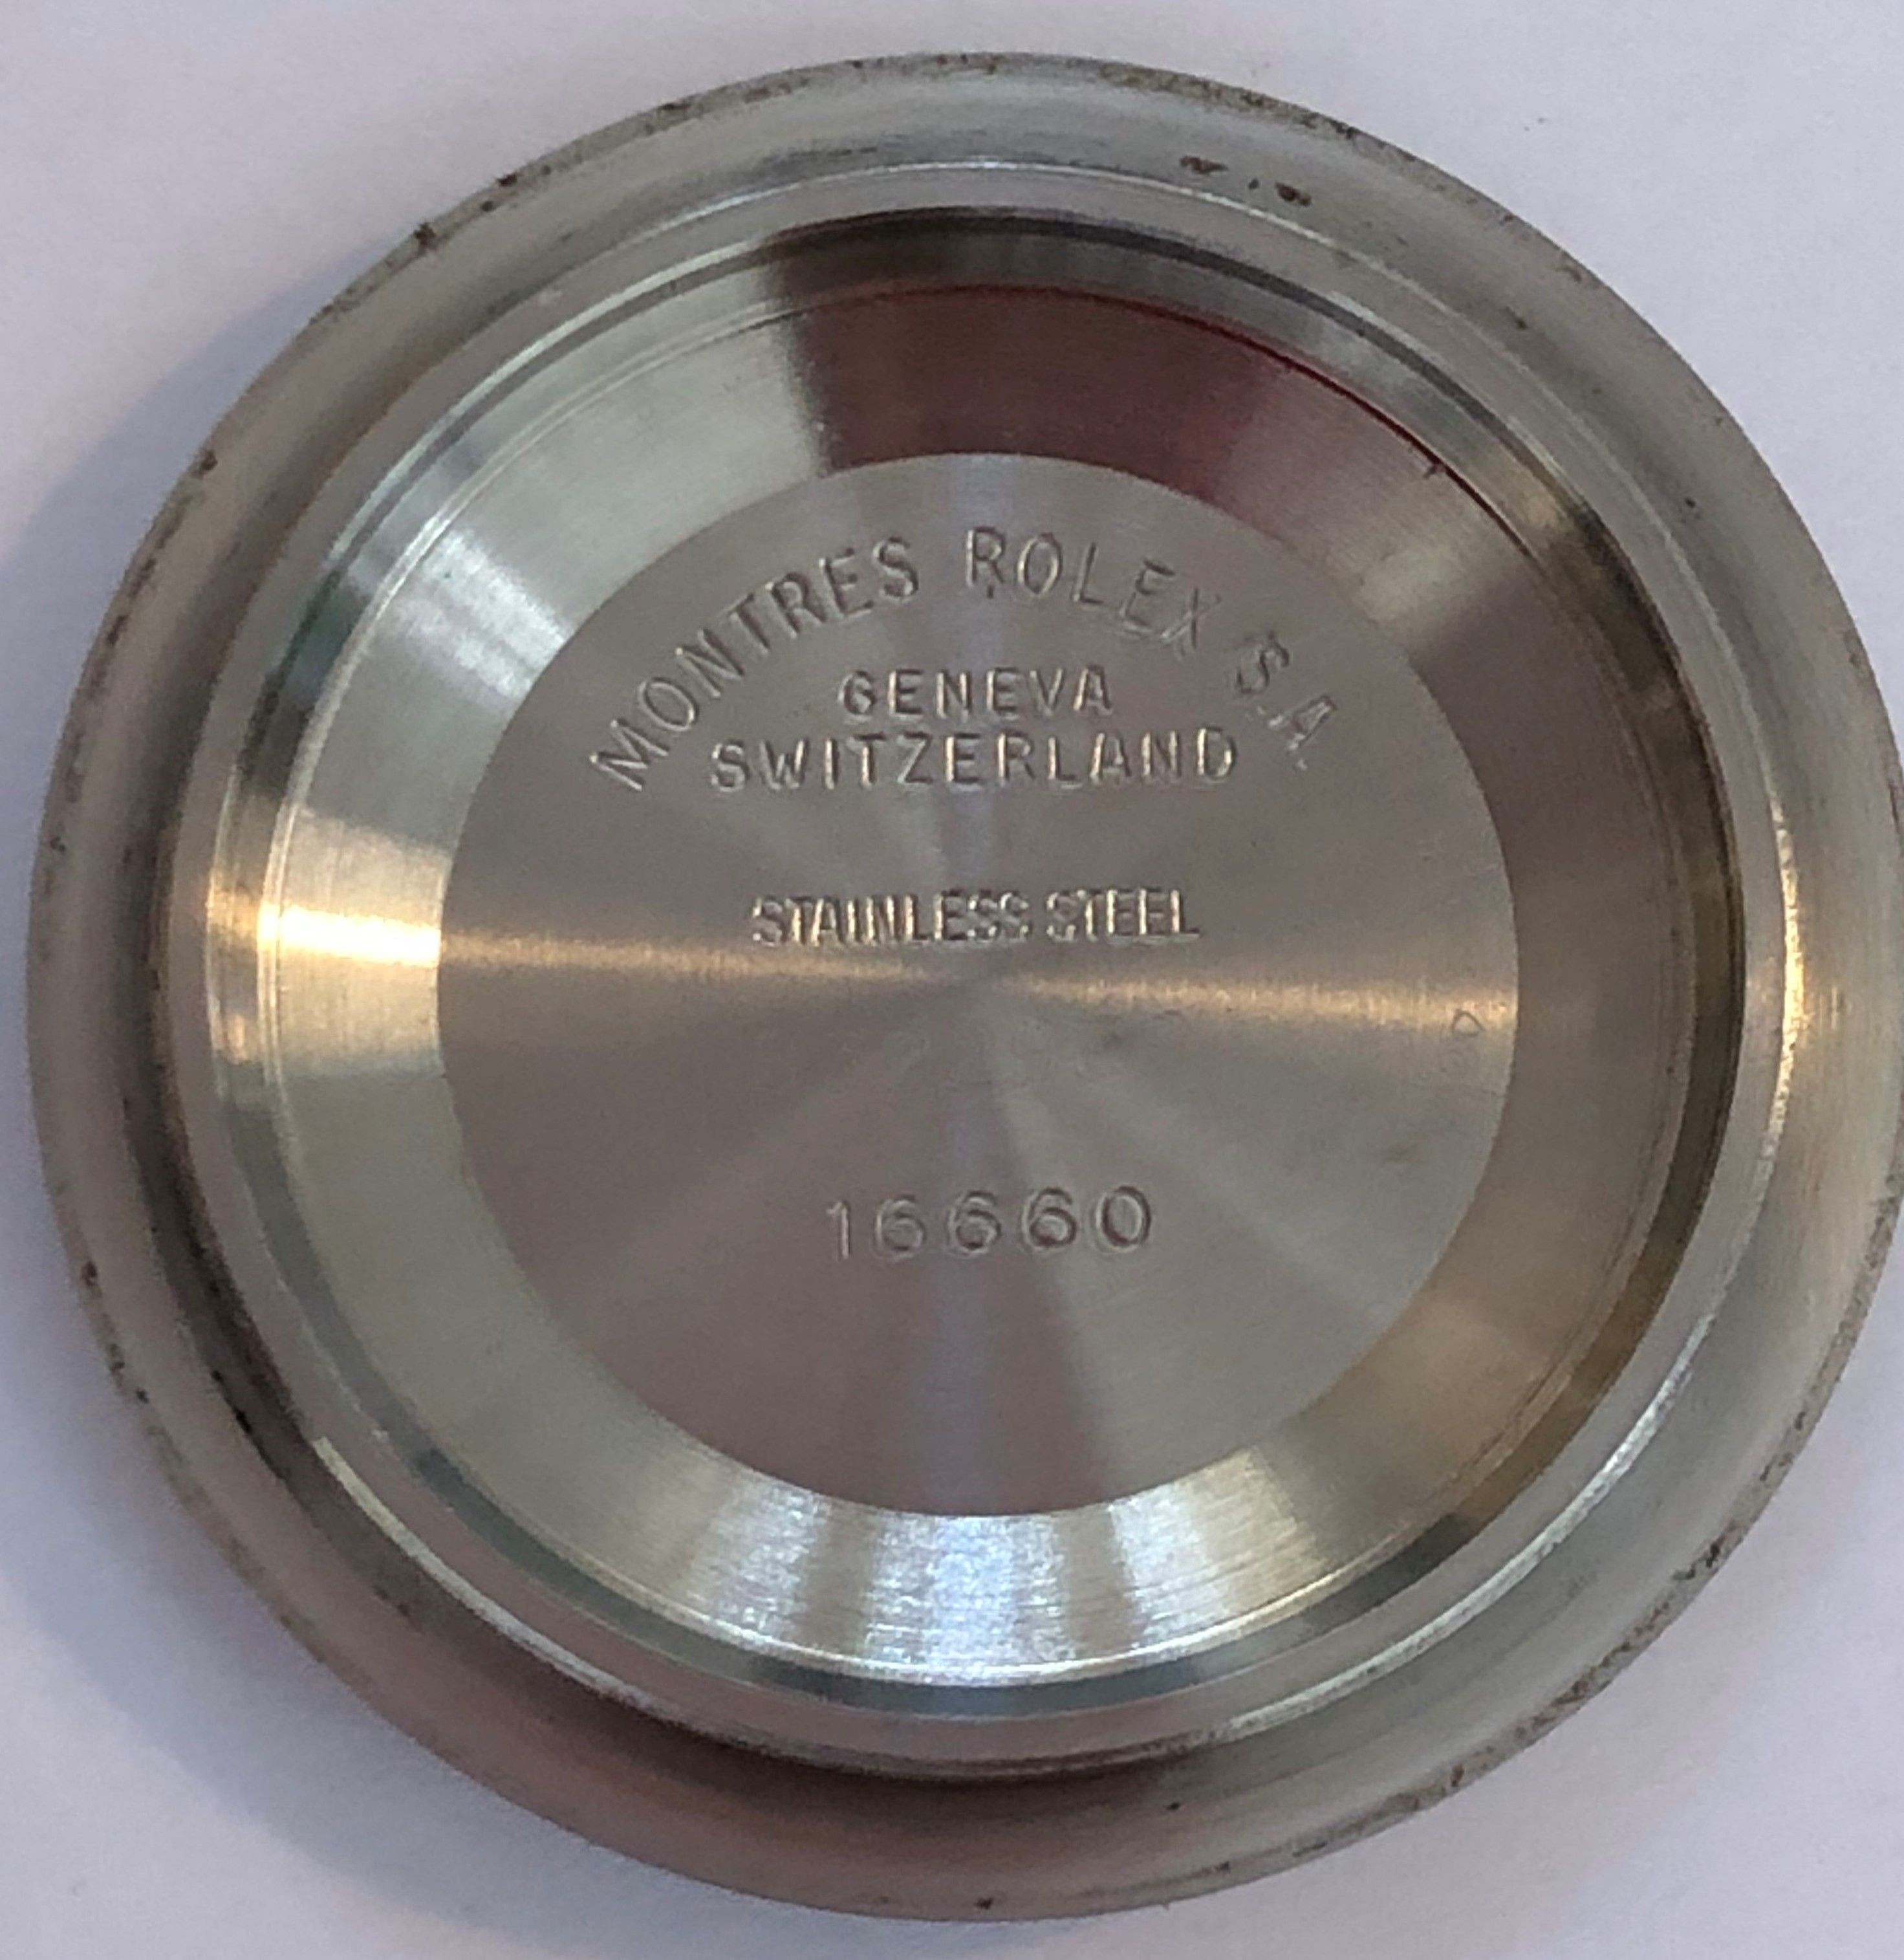 MONTRES ROLEX S.A.
GENEVA
SWITZERLAND
STAINLESS STEEL
16660